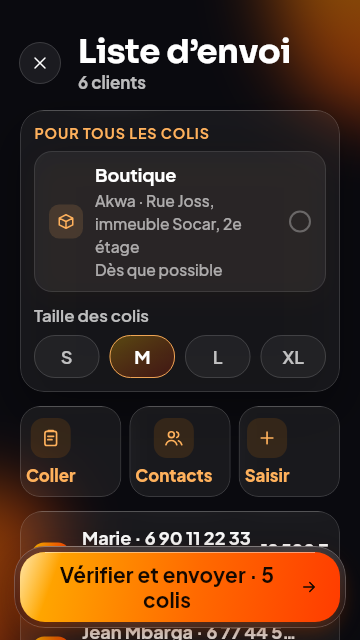 Liste d’envoi
6 clients
POUR TOUS LES COLIS
Boutique
Akwa · Rue Joss,
immeuble Socar, 2e
étage
Dès que possible
Taille des colis
S M L XL
Coller Contacts Saisir
Marie · 6 90 11 22 33
Vérifier et envoyer · 5
colis
Jean Mbarga · 6 77 44 5…